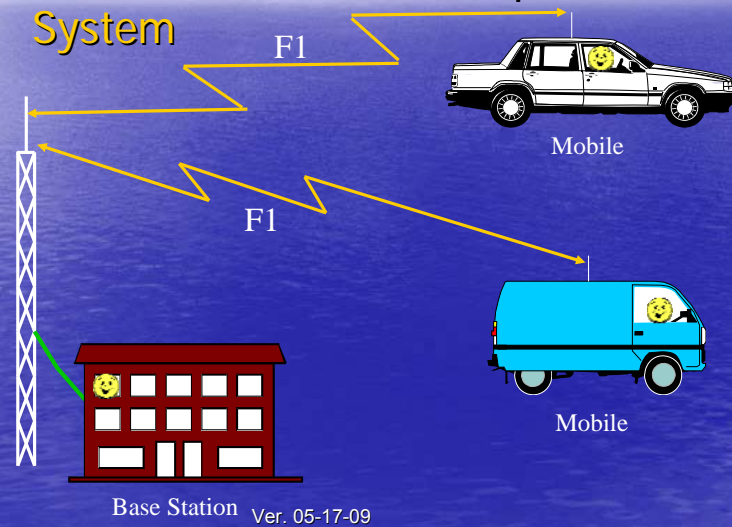 System
F1
Mobile
F1
Mobile
Base Station
Ver. 05-17-09